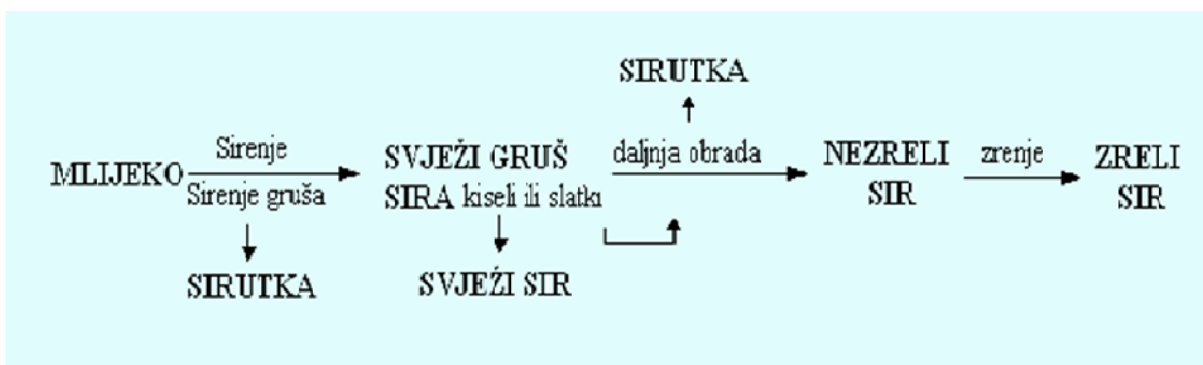 SIRUTKA
MLIJEKO
Sirenje
Sirenje gruša
SIRUTKA
SVJEŽI GRUŠ
SIRA kiseli ili slatki
SVJEŽI SIR
daljnja obrada
NEZRELI
SIR
zrenje
ZRELI
SIR